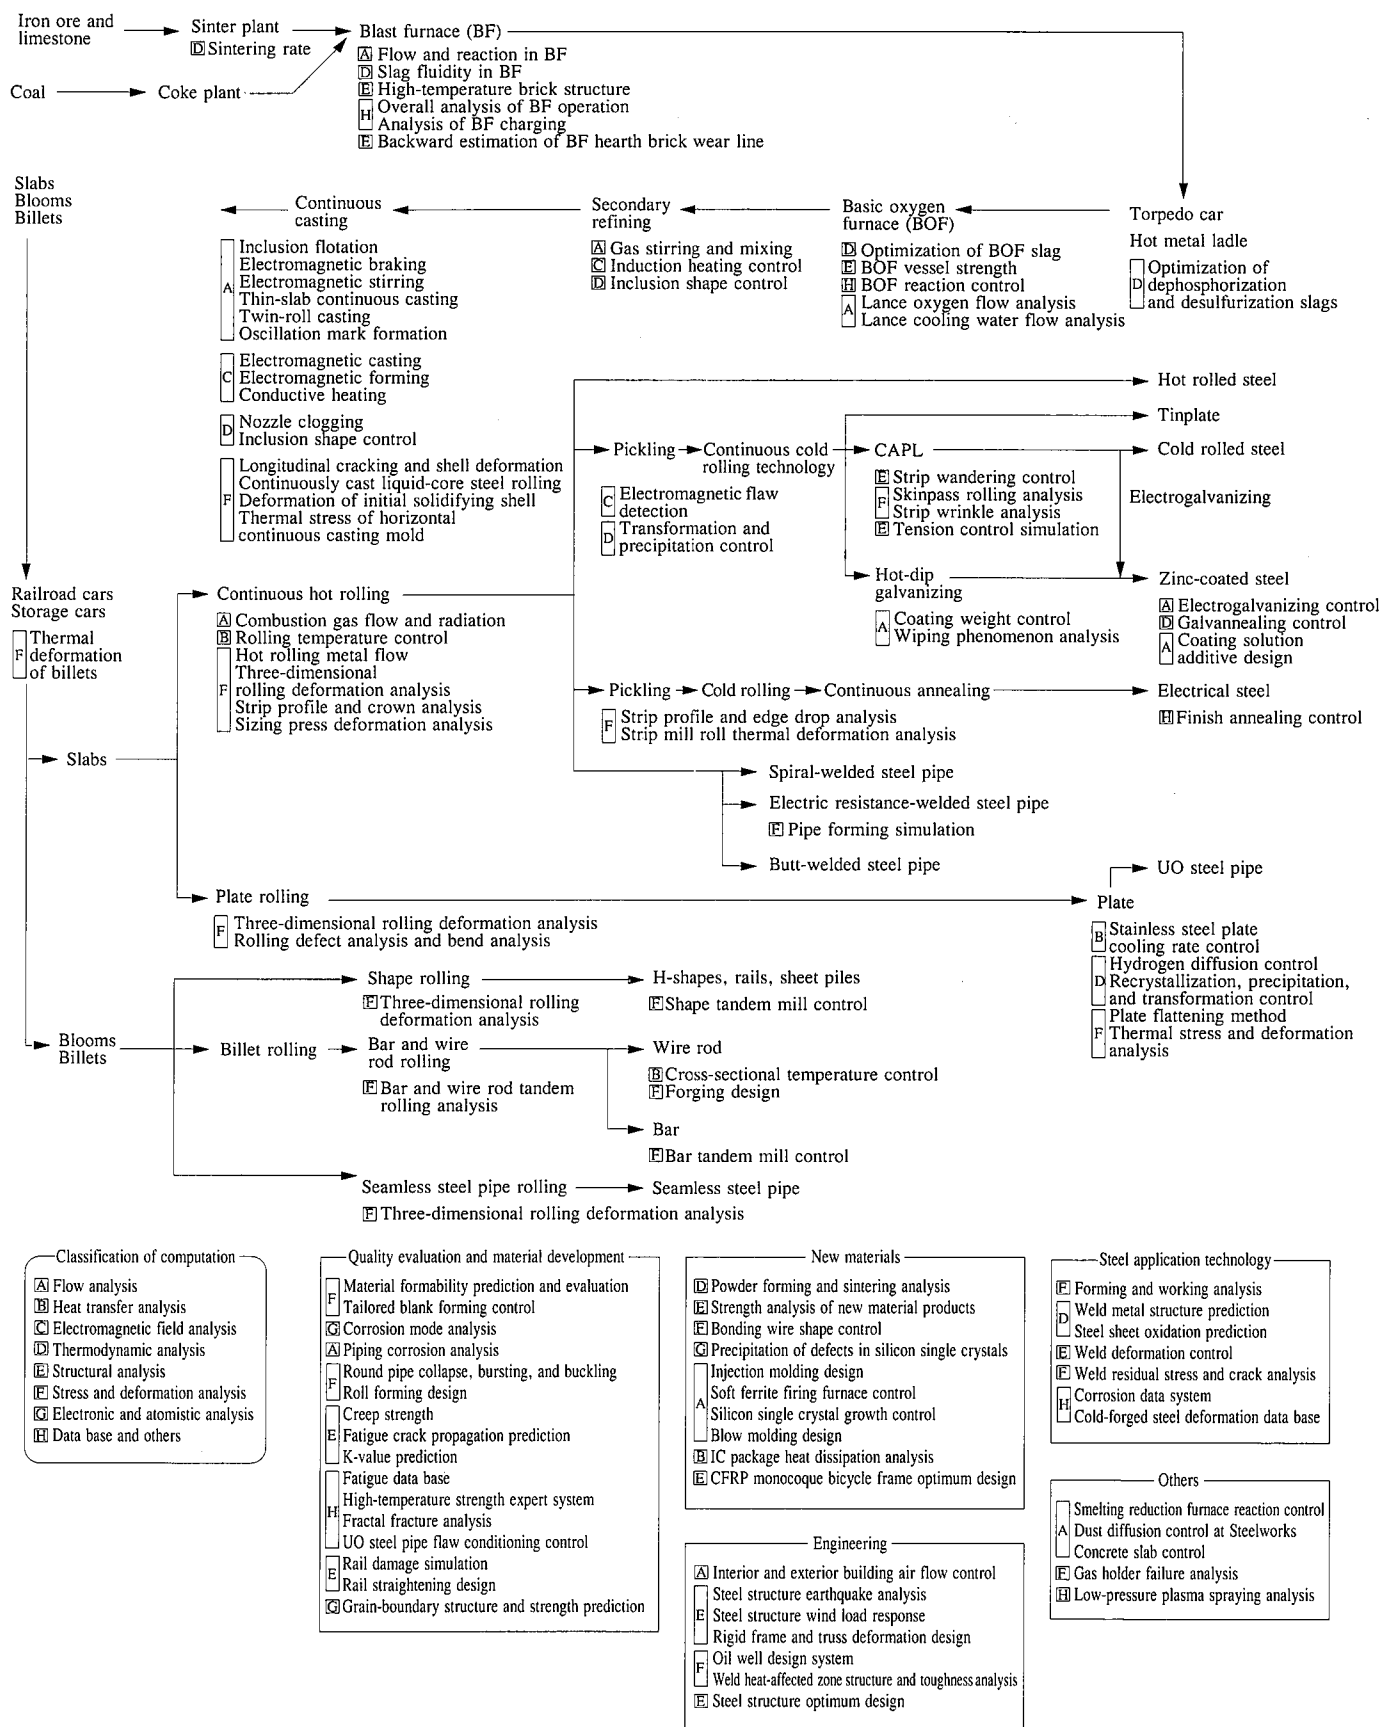 Iron ore and
limestone
Sinter plant
D Sintering rate
Coal
Coke plant
Blast furnace (BF)
A Flow and reaction in BF
D Slag fluidity in BF
E High-temperature brick structure
H Overall analysis of BF operation
Analysis of BF charging
E Backward estimation of BF hearth brick wear line
Torpedo car
Hot metal ladle
D Optimization of
dephosphorization
and desulfurization slags
Basic oxygen
furnace (BOF)
D Optimization of BOF slag
E BOF vessel strength
H BOF reaction control
A Lance oxygen flow analysis
Lance cooling water flow analysis
Secondary
refining
A Gas stirring and mixing
C Induction heating control
D Inclusion shape control
Continuous
casting
A Inclusion flotation
Electromagnetic braking
Electromagnetic stirring
Thin-slab continuous casting
Twin-roll casting
Oscillation mark formation
C Electromagnetic casting
Electromagnetic forming
Conductive heating
D Nozzle clogging
Inclusion shape control
F Longitudinal cracking and shell deformation
Continuously cast liquid-core steel rolling
Deformation of initial solidifying shell
Thermal stress of horizontal
continuous casting mold
Slabs
Blooms
Billets
Railroad cars
Storage cars
F Thermal
deformation
of billets
Slabs
Continuous hot rolling
A Combustion gas flow and radiation
B Rolling temperature control
F Hot rolling metal flow
Three-dimensional
rolling deformation analysis
Strip profile and crown analysis
Sizing press deformation analysis
Hot rolled steel
Pickling
C Electromagnetic flaw
detection
D Transformation and
precipitation control
Continuous cold
rolling technology
Tinplate
CAPL
E Strip wandering control
F Skinpass rolling analysis
Strip wrinkle analysis
E Tension control simulation
Cold rolled steel
Electrogalvanizing
Hot-dip
galvanizing
A Coating weight control
Wiping phenomenon analysis
Zinc-coated steel
A Electrogalvanizing control
D Galvannealing control
A Coating solution
additive design
Pickling
Cold rolling
Continuous annealing
F Strip profile and edge drop analysis
Strip mill roll thermal deformation analysis
Electrical steel
H Finish annealing control
Spiral-welded steel pipe
Electric resistance-welded steel pipe
F Pipe forming simulation
Butt-welded steel pipe
Plate rolling
F Three-dimensional rolling deformation analysis
Rolling defect analysis and bend analysis
UO steel pipe
Plate
B Stainless steel plate
cooling rate control
D Hydrogen diffusion control
Recrystallization, precipitation,
and transformation control
F Plate flattening method
Thermal stress and deformation
analysis
Blooms
Billets
Shape rolling
F Three-dimensional rolling
deformation analysis
H-shapes, rails, sheet piles
F Shape tandem mill control
Billet rolling
Bar and wire
rod rolling
F Bar and wire rod tandem
rolling analysis
Wire rod
B Cross-sectional temperature control
F Forging design
Bar
F Bar tandem mill control
Seamless steel pipe rolling
F Three-dimensional rolling deformation analysis
Seamless steel pipe
Classification of computation
A Flow analysis
B Heat transfer analysis
C Electromagnetic field analysis
D Thermodynamic analysis
E Structural analysis
F Stress and deformation analysis
G Electronic and atomistic analysis
H Data base and others
Quality evaluation and material development
F Material formability prediction and evaluation
Tailored blank forming control
G Corrosion mode analysis
A Piping corrosion analysis
F Round pipe collapse, bursting, and buckling
Roll forming design
E Creep strength
Fatigue crack propagation prediction
K-value prediction
H Fatigue data base
High-temperature strength expert system
Fractal fracture analysis
UO steel pipe flaw conditioning control
E Rail damage simulation
Rail straightening design
G Grain-boundary structure and strength prediction
New materials
D Powder forming and sintering analysis
E Strength analysis of new material products
F Bonding wire shape control
G Precipitation of defects in silicon single crystals
A Injection molding design
Soft ferrite firing furnace control
Silicon single crystal growth control
Blow molding design
B IC package heat dissipation analysis
E CFRP monocoque bicycle frame optimum design
Engineering
A Interior and exterior building air flow control
E Steel structure earthquake analysis
Steel structure wind load response
Rigid frame and truss deformation design
F Oil well design system
Weld heat-affected zone structure and toughness analysis
E Steel structure optimum design
Steel application technology
F Forming and working analysis
D Weld metal structure prediction
Steel sheet oxidation prediction
E Weld deformation control
F Weld residual stress and crack analysis
H Corrosion data system
Cold-forged steel deformation data base
Others
A Smelting reduction furnace reaction control
Dust diffusion control at Steelworks
Concrete slab control
F Gas holder failure analysis
H Low-pressure plasma spraying analysis